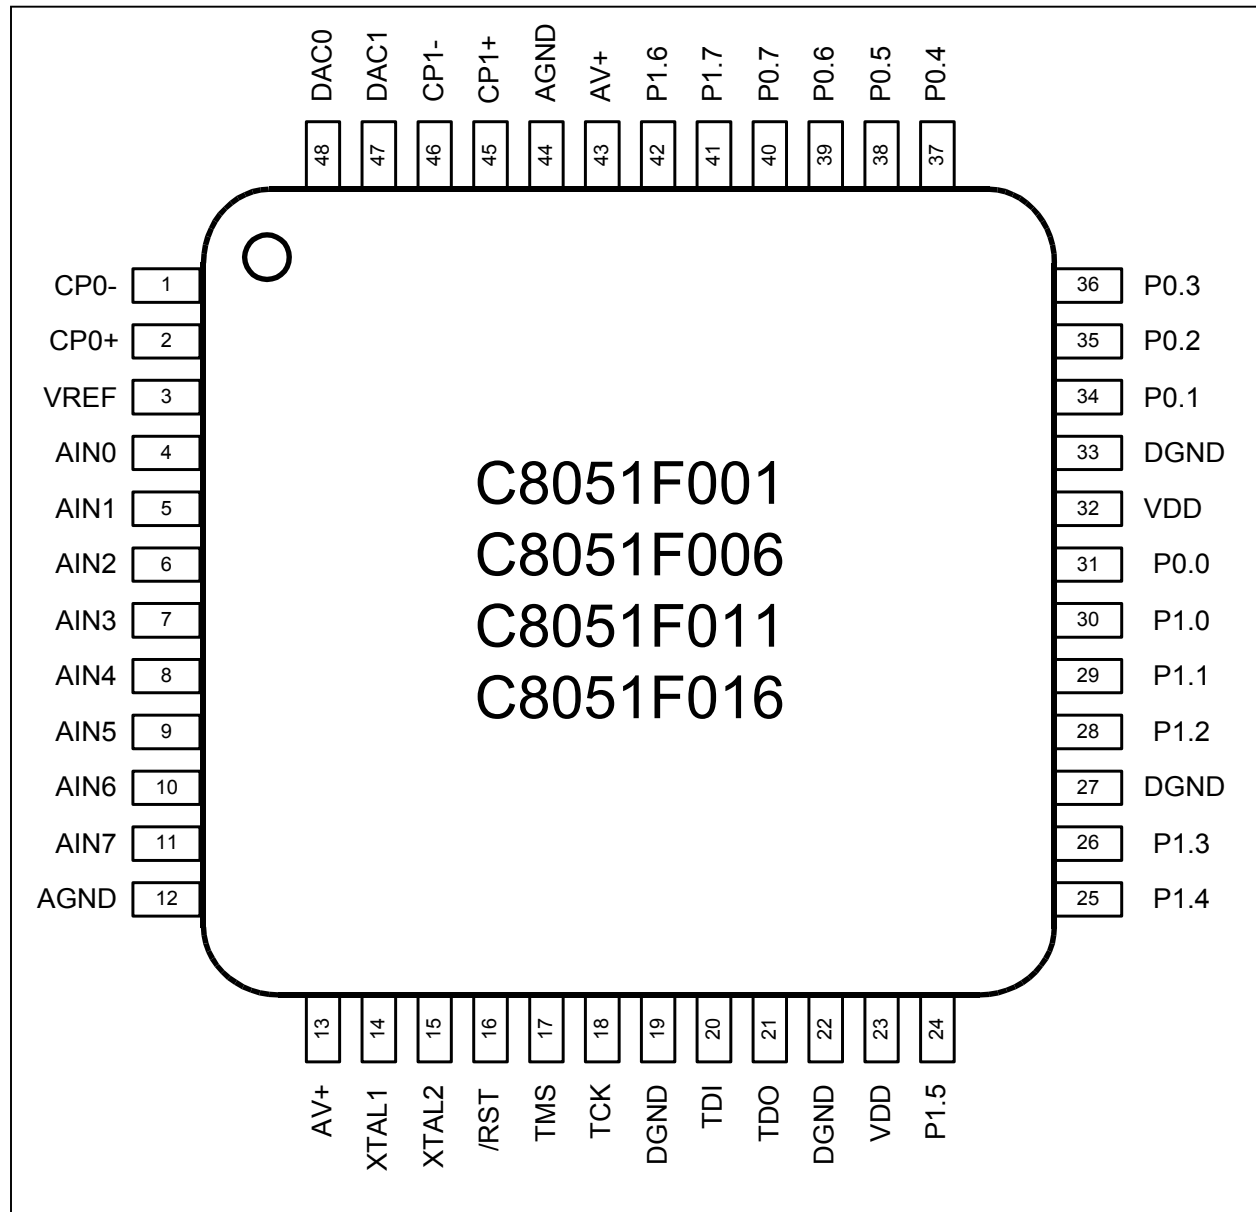 DAC0 DAC1 CP1- CP1+ AGND AV+ P1.6 P1.7 P0.7 P0.6 P0.5 P0.4
48 47 46 45 44 43 42 41 40 39 38 37
CP0- 1
CP0+ 2
VREF 3
AIN0 4
AIN1 5
AIN2 6
AIN3 7
AIN4 8
AIN5 9
AIN6 10
AIN7 11
AGND 12
C8051F001
C8051F006
C8051F011
C8051F016
36 P0.3
35 P0.2
34 P0.1
33 DGND
32 VDD
31 P0.0
30 P1.0
29 P1.1
28 P1.2
27 DGND
26 P1.3
25 P1.4
13 14 15 16 17 18 19 20 21 22 23 24
AV+ XTAL1 XTAL2 /RST TMS TCK DGND TDI TDO DGND VDD P1.5